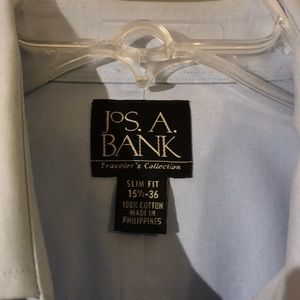 JOS. A.
BANK
Traveler's Collection
SLIM FIT
15½-36
100% COTTON
MADE IN
PHILIPPINES